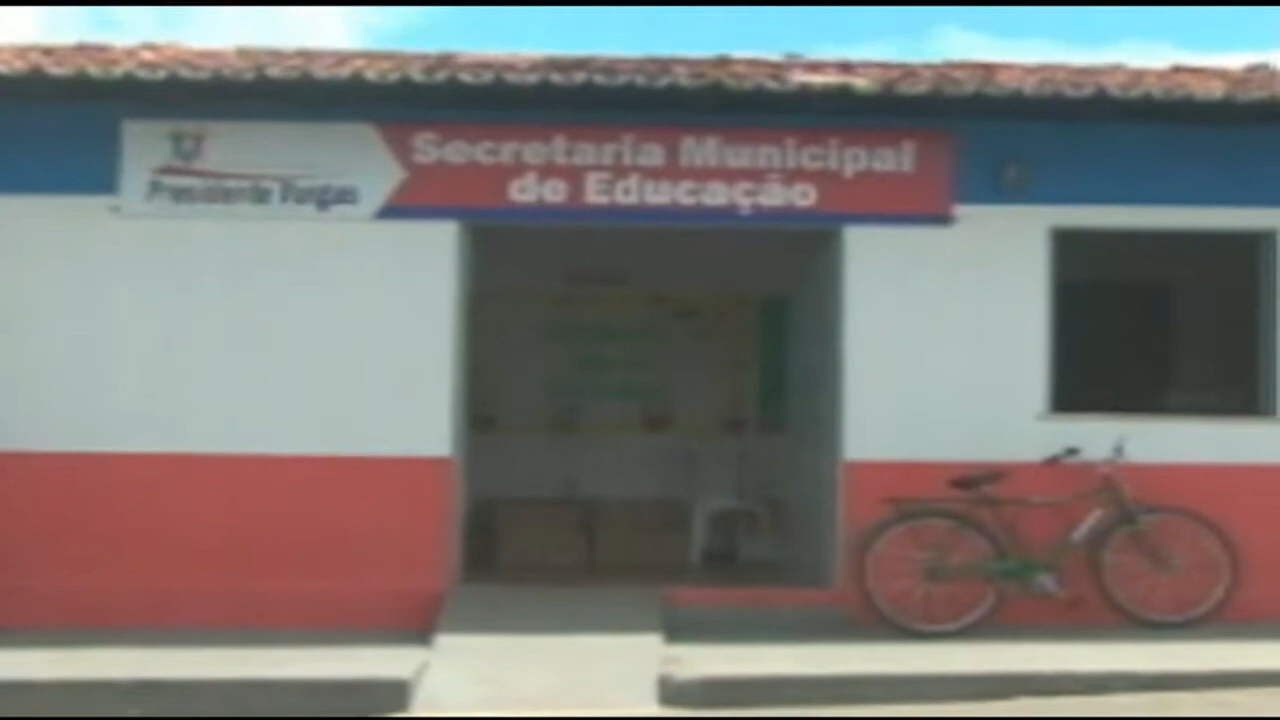 Presidente Vargas
Secretaria Municipal
de Educação